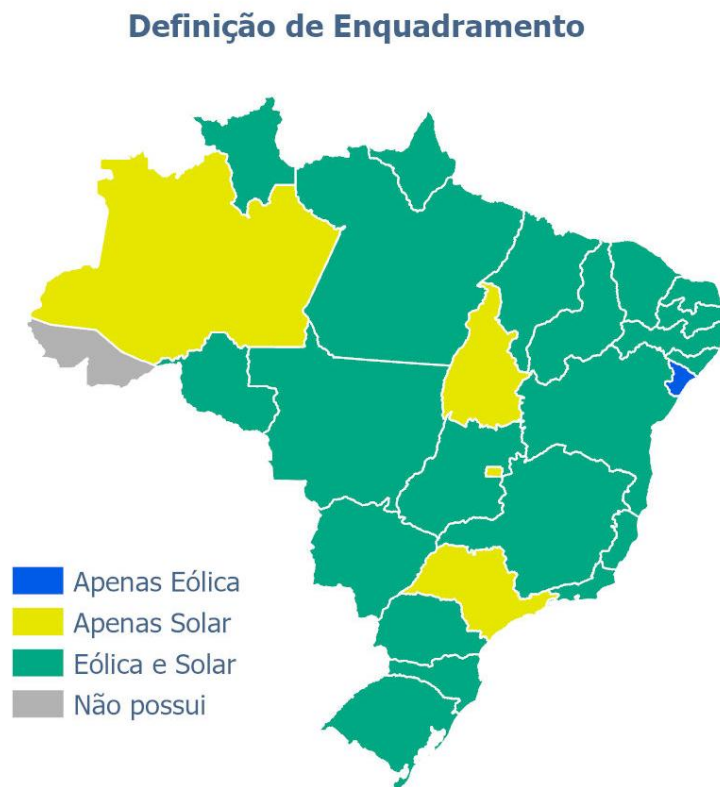 Definição de Enquadramento
Apenas Eólica
Apenas Solar
Eólica e Solar
Não possui